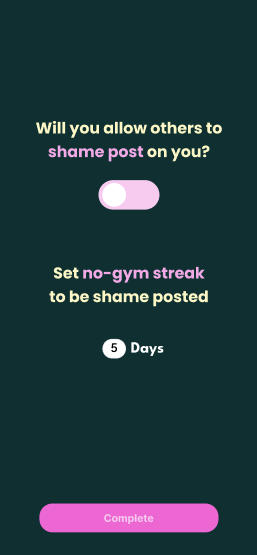 Will you allow others to
shame post on you?
Set no-gym streak
to be shame posted
5 Days
Complete